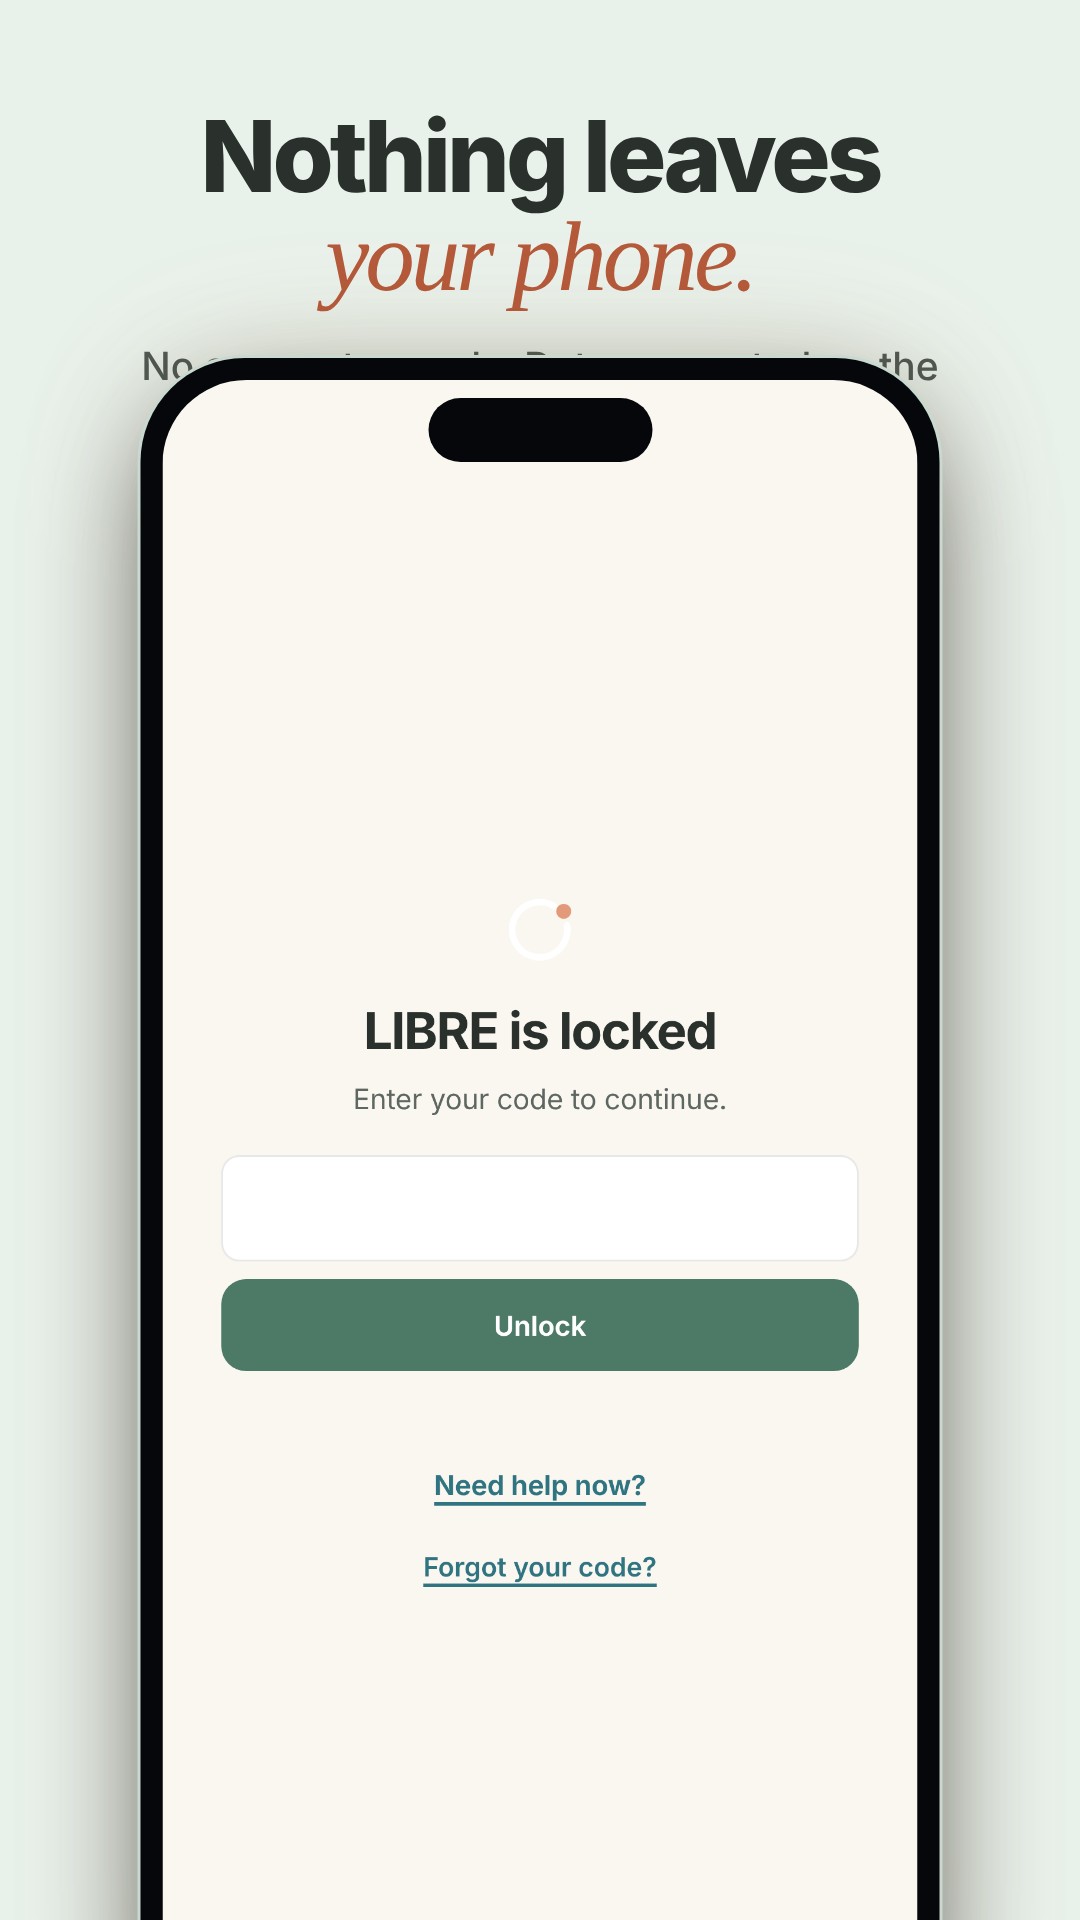 Nothing leaves
your phone.
No the
LIBRE is locked
Enter your code to continue.
Unlock
Need help now?
Forgot your code?